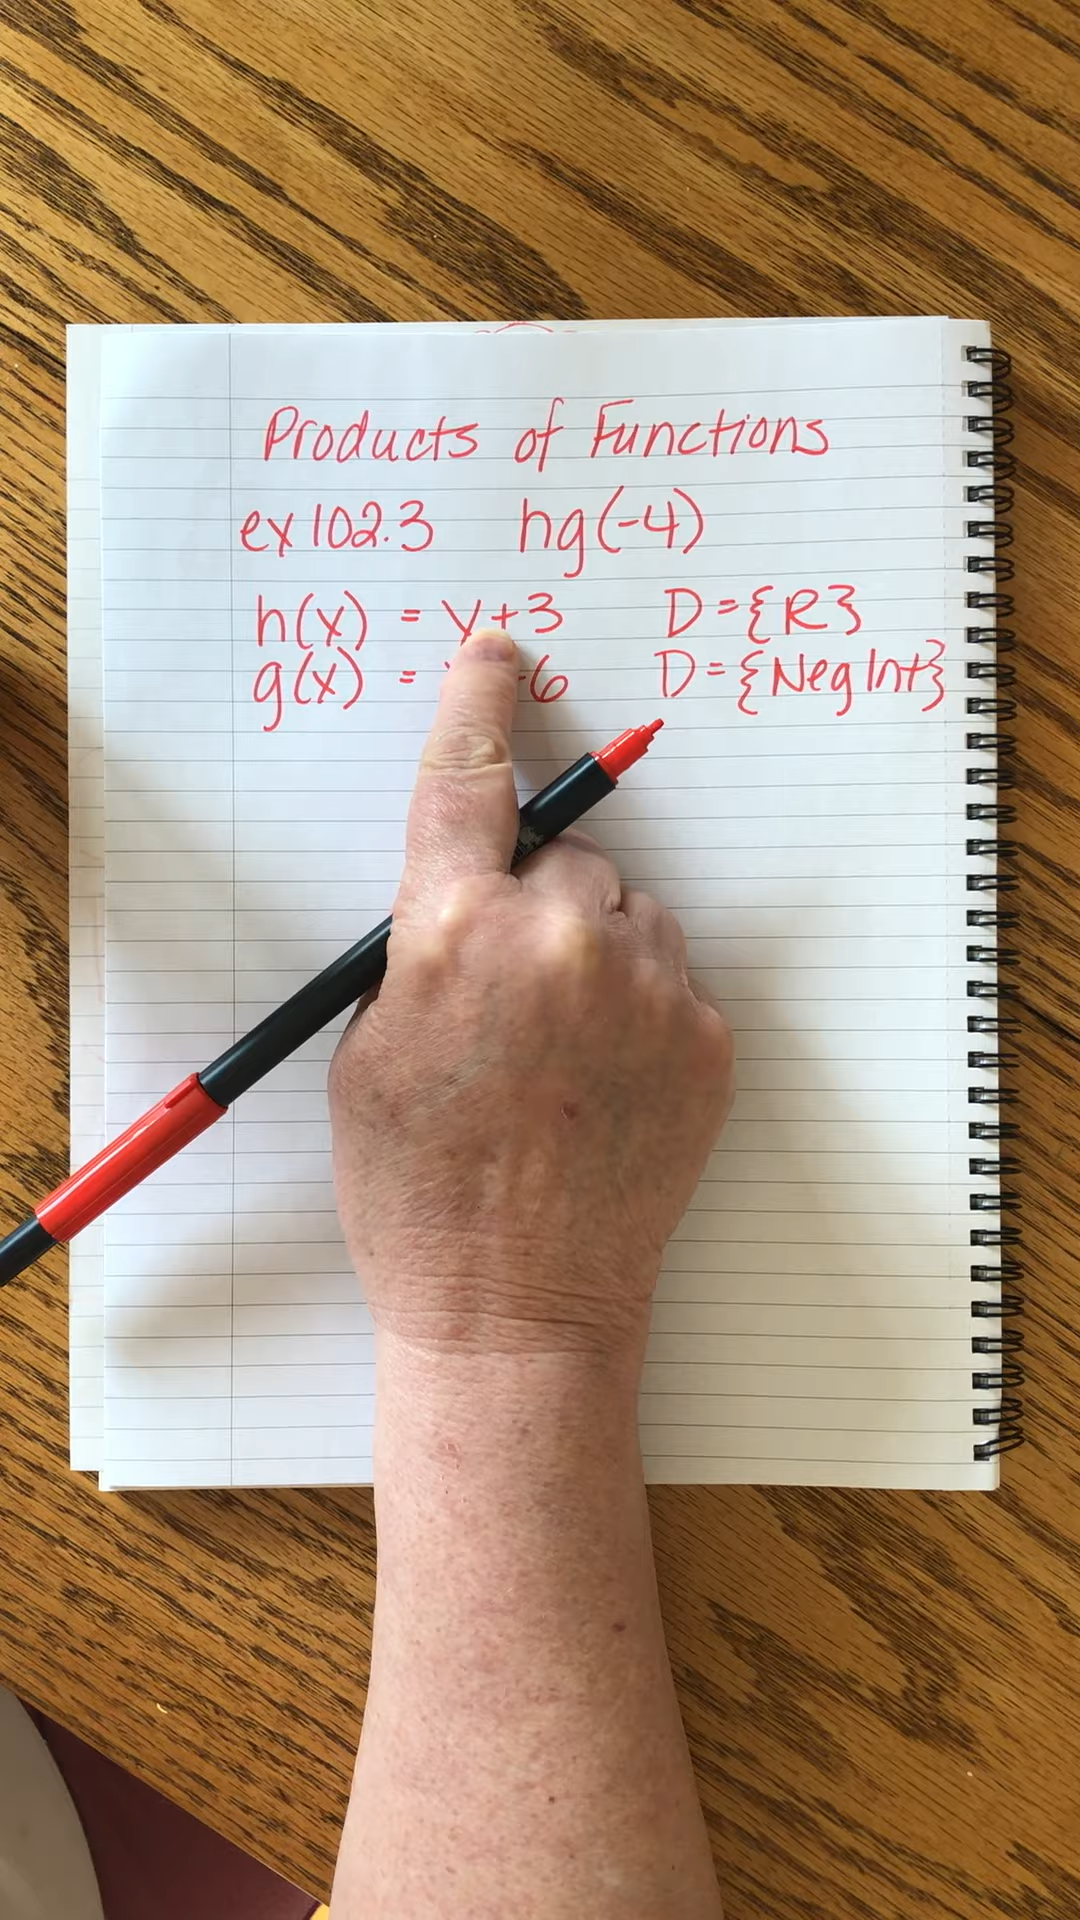 Products of Functions
ex 102.3 hg(-4)
h(x) = x+3 D={R}
g(x) = -6 D={Neg Int}